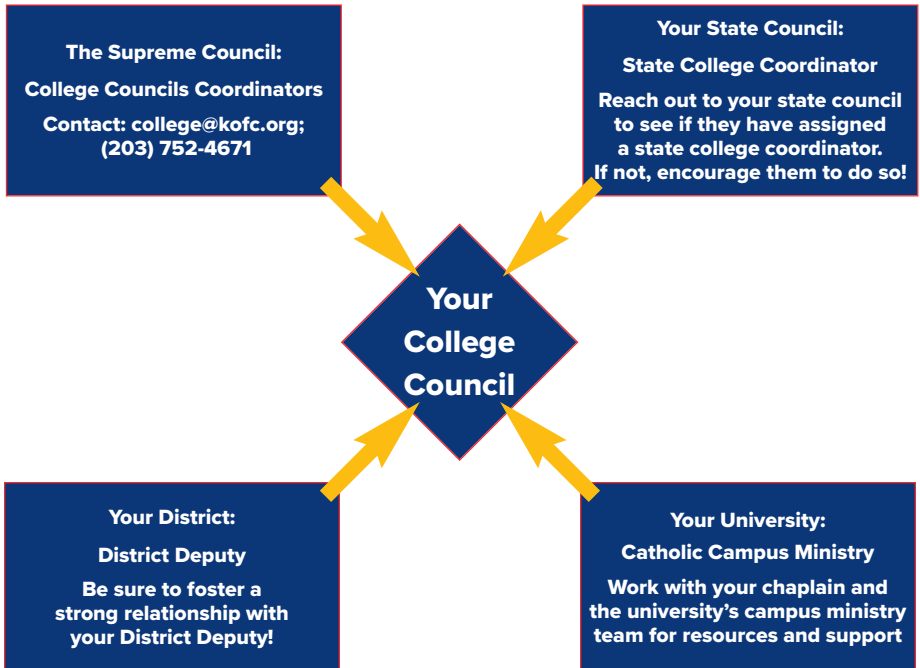 The Supreme Council:
College Councils Coordinators
Contact: college@kofc.org;
(203) 752-4671
Your State Council:
State College Coordinator
Reach out to your state council
to see if they have assigned
a state college coordinator.
If not, encourage them to do so!
Your
College
Council
Your District:
District Deputy
Be sure to foster a
strong relationship with
your District Deputy!
Your University:
Catholic Campus Ministry
Work with your chaplain and
the university's campus ministry
team for resources and support